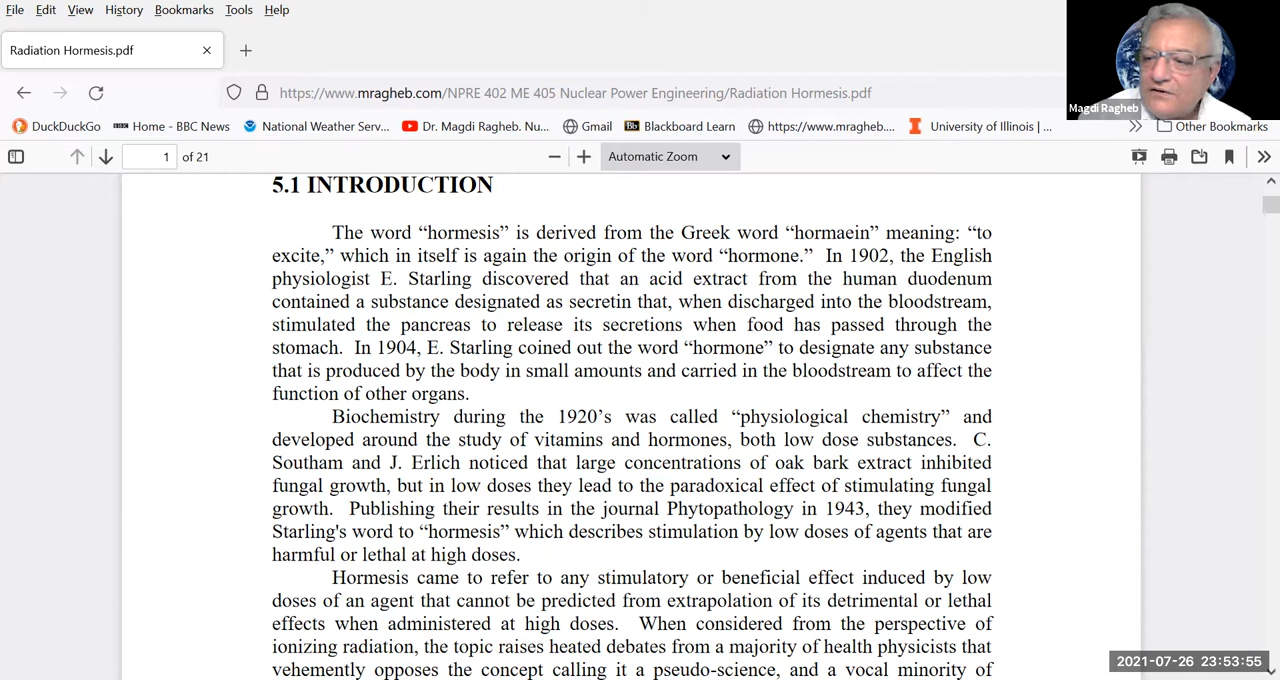 File Edit View History Bookmarks Tools Help
Radiation Hormesis.pdf
https://www.mragheb.com/NPRE 402 ME 405 Nuclear Power Engineering/Radiation Hormesis.pdf
Magdi Ragheb
DuckDuckGo BBC Home - BBC News National Weather Serv... Dr. Magdi Ragheb. Nu... Gmail Bb Blackboard Learn https://www.mragheb.... I University of Illinois |... Other Bookmarks
1 of 21 Automatic Zoom
5.1 INTRODUCTION
The word “hormesis” is derived from the Greek word “hormaein” meaning: “to
excite,” which in itself is again the origin of the word “hormone.” In 1902, the English
physiologist E. Starling discovered that an acid extract from the human duodenum
contained a substance designated as secretin that, when discharged into the bloodstream,
stimulated the pancreas to release its secretions when food has passed through the
stomach. In 1904, E. Starling coined out the word “hormone” to designate any substance
that is produced by the body in small amounts and carried in the bloodstream to affect the
function of other organs.
Biochemistry during the 1920’s was called “physiological chemistry” and
developed around the study of vitamins and hormones, both low dose substances. C.
Southam and J. Erlich noticed that large concentrations of oak bark extract inhibited
fungal growth, but in low doses they lead to the paradoxical effect of stimulating fungal
growth. Publishing their results in the journal Phytopathology in 1943, they modified
Starling's word to “hormesis” which describes stimulation by low doses of agents that are
harmful or lethal at high doses.
Hormesis came to refer to any stimulatory or beneficial effect induced by low
doses of an agent that cannot be predicted from extrapolation of its detrimental or lethal
effects when administered at high doses. When considered from the perspective of
ionizing radiation, the topic raises heated debates from a majority of health physicists that
vehemently opposes the concept calling it a pseudo-science, and a vocal minority of
2021-07-26 23:53:55